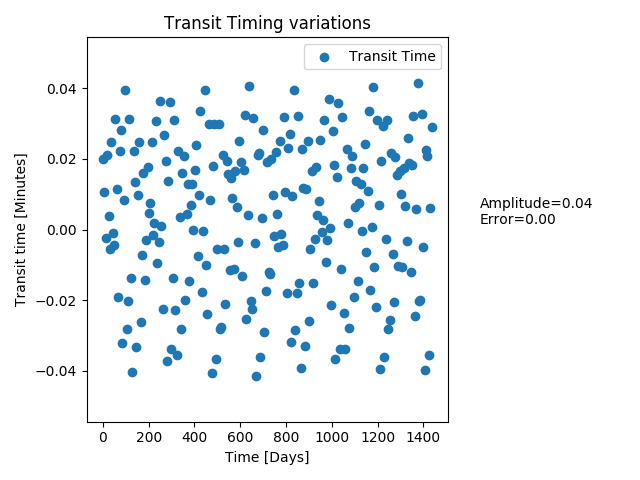 Transit Timing variations
Transit Time
0.04
0.02
0.00
−0.02
−0.04
Transit time [Minutes]
Amplitude=0.04
Error=0.00
0 200 400 600 800 1000 1200 1400
Time [Days]